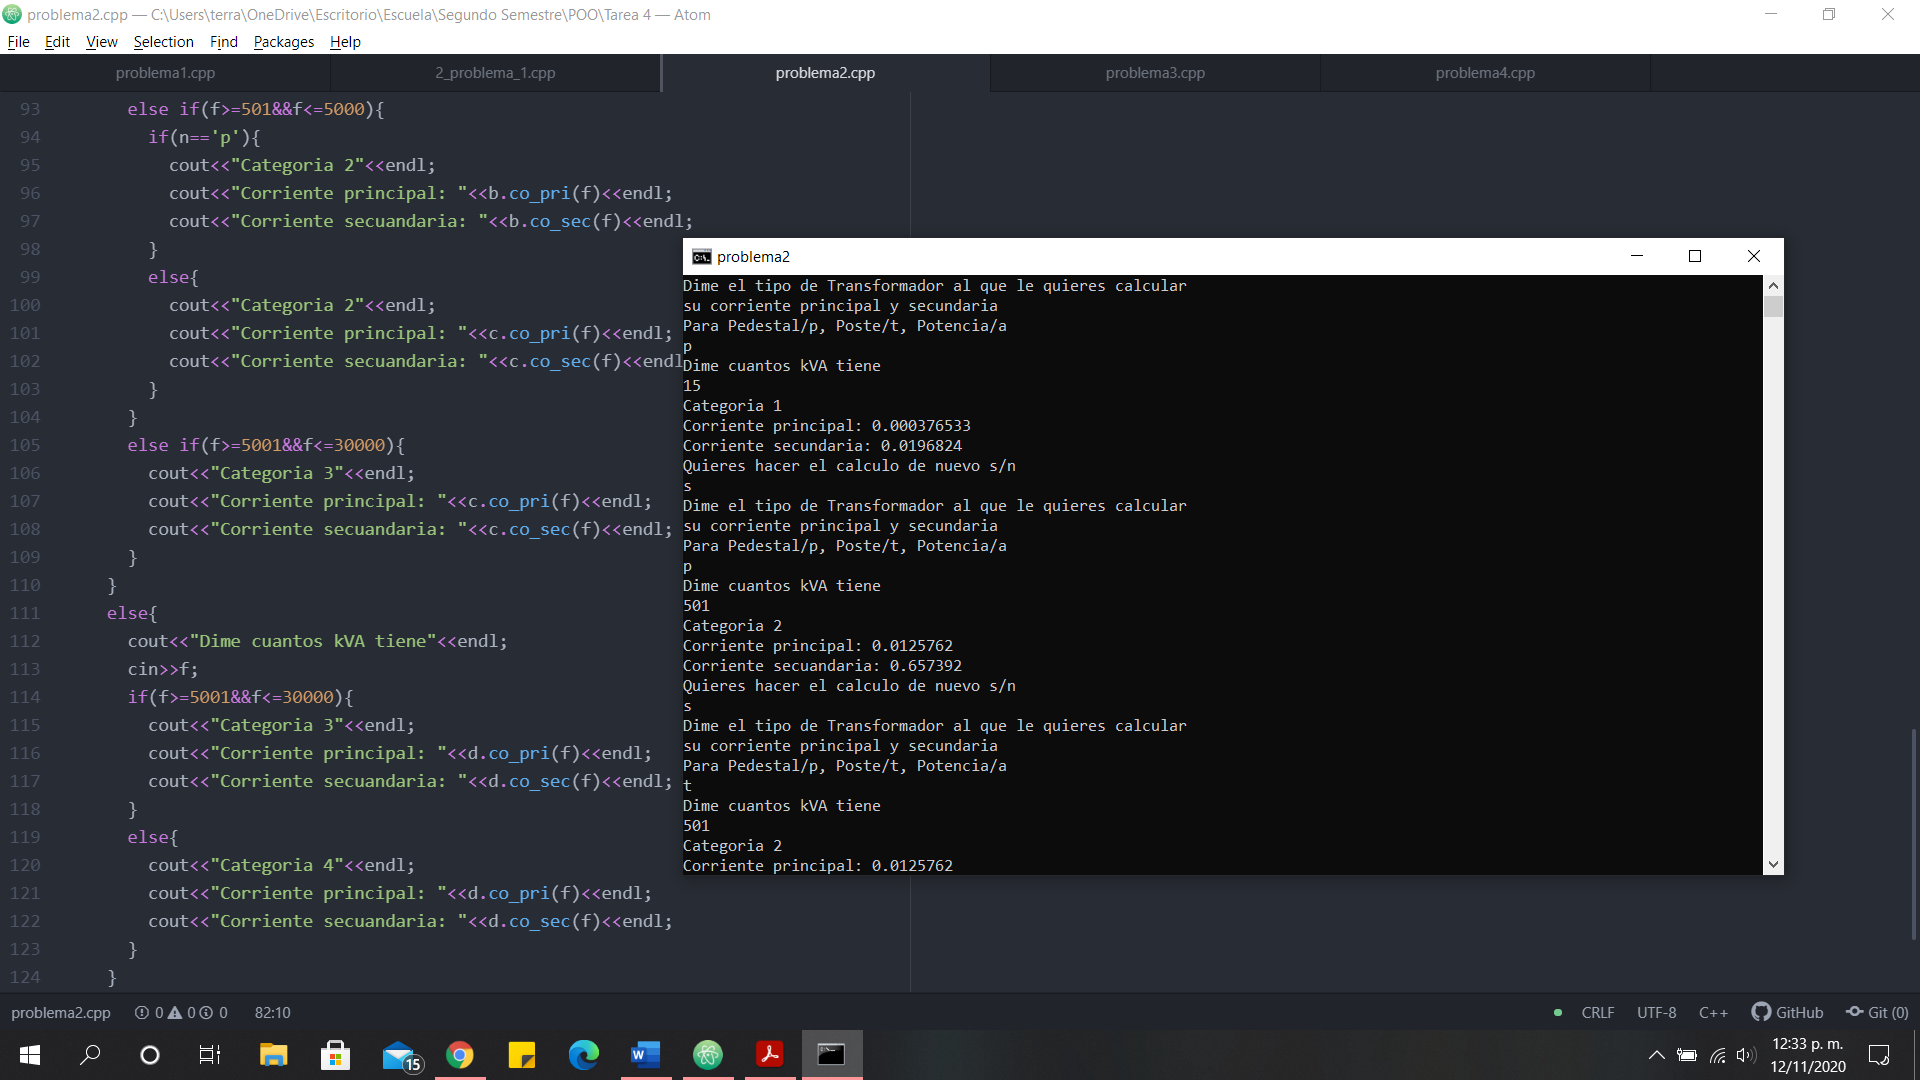 problema2.cpp — C:\Users\terra\OneDrive\Escritorio\Escuela\Segundo Semestre\POO\Tarea 4 — Atom
File Edit View Selection Find Packages Help
problema1.cpp 2_problema_1.cpp problema2.cpp problema3.cpp problema4.cpp
93 else if(f>=501&&f<=5000){
94 if(n=='p'){
95 cout<<"Categoria 2"<<endl;
96 cout<<"Corriente principal: "<<b.co_pri(f)<<endl;
97 cout<<"Corriente secuandaria: "<<b.co_sec(f)<<endl;
98 }
99 else{
100 cout<<"Categoria 2"<<endl;
101 cout<<"Corriente principal: "<<c.co_pri(f)<<endl;
102 cout<<"Corriente secuandaria: "<<c.co_sec(f)<<endl
103 }
104 }
105 else if(f>=5001&&f<=30000){
106 cout<<"Categoria 3"<<endl;
107 cout<<"Corriente principal: "<<c.co_pri(f)<<endl;
108 cout<<"Corriente secuandaria: "<<c.co_sec(f)<<endl;
109 }
110 }
111 else{
112 cout<<"Dime cuantos kVA tiene"<<endl;
113 cin>>f;
114 if(f>=5001&&f<=30000){
115 cout<<"Categoria 3"<<endl;
116 cout<<"Corriente principal: "<<d.co_pri(f)<<endl;
117 cout<<"Corriente secuandaria: "<<d.co_sec(f)<<endl;
118 }
119 else{
120 cout<<"Categoria 4"<<endl;
121 cout<<"Corriente principal: "<<d.co_pri(f)<<endl;
122 cout<<"Corriente secuandaria: "<<d.co_sec(f)<<endl;
123 }
124 }
problema2
Dime el tipo de Transformador al que le quieres calcular
su corriente principal y secundaria
Para Pedestal/p, Poste/t, Potencia/a
p
Dime cuantos kVA tiene
15
Categoria 1
Corriente principal: 0.000376533
Corriente secundaria: 0.0196824
Quieres hacer el calculo de nuevo s/n
s
Dime el tipo de Transformador al que le quieres calcular
su corriente principal y secundaria
Para Pedestal/p, Poste/t, Potencia/a
p
Dime cuantos kVA tiene
501
Categoria 2
Corriente principal: 0.0125762
Corriente secuandaria: 0.657392
Quieres hacer el calculo de nuevo s/n
s
Dime el tipo de Transformador al que le quieres calcular
su corriente principal y secundaria
Para Pedestal/p, Poste/t, Potencia/a
t
Dime cuantos kVA tiene
501
Categoria 2
Corriente principal: 0.0125762
problema2.cpp 0 0 0 82:10 CRLF UTF-8 C++ GitHub Git (0)
15
12:33 p. m.
12/11/2020